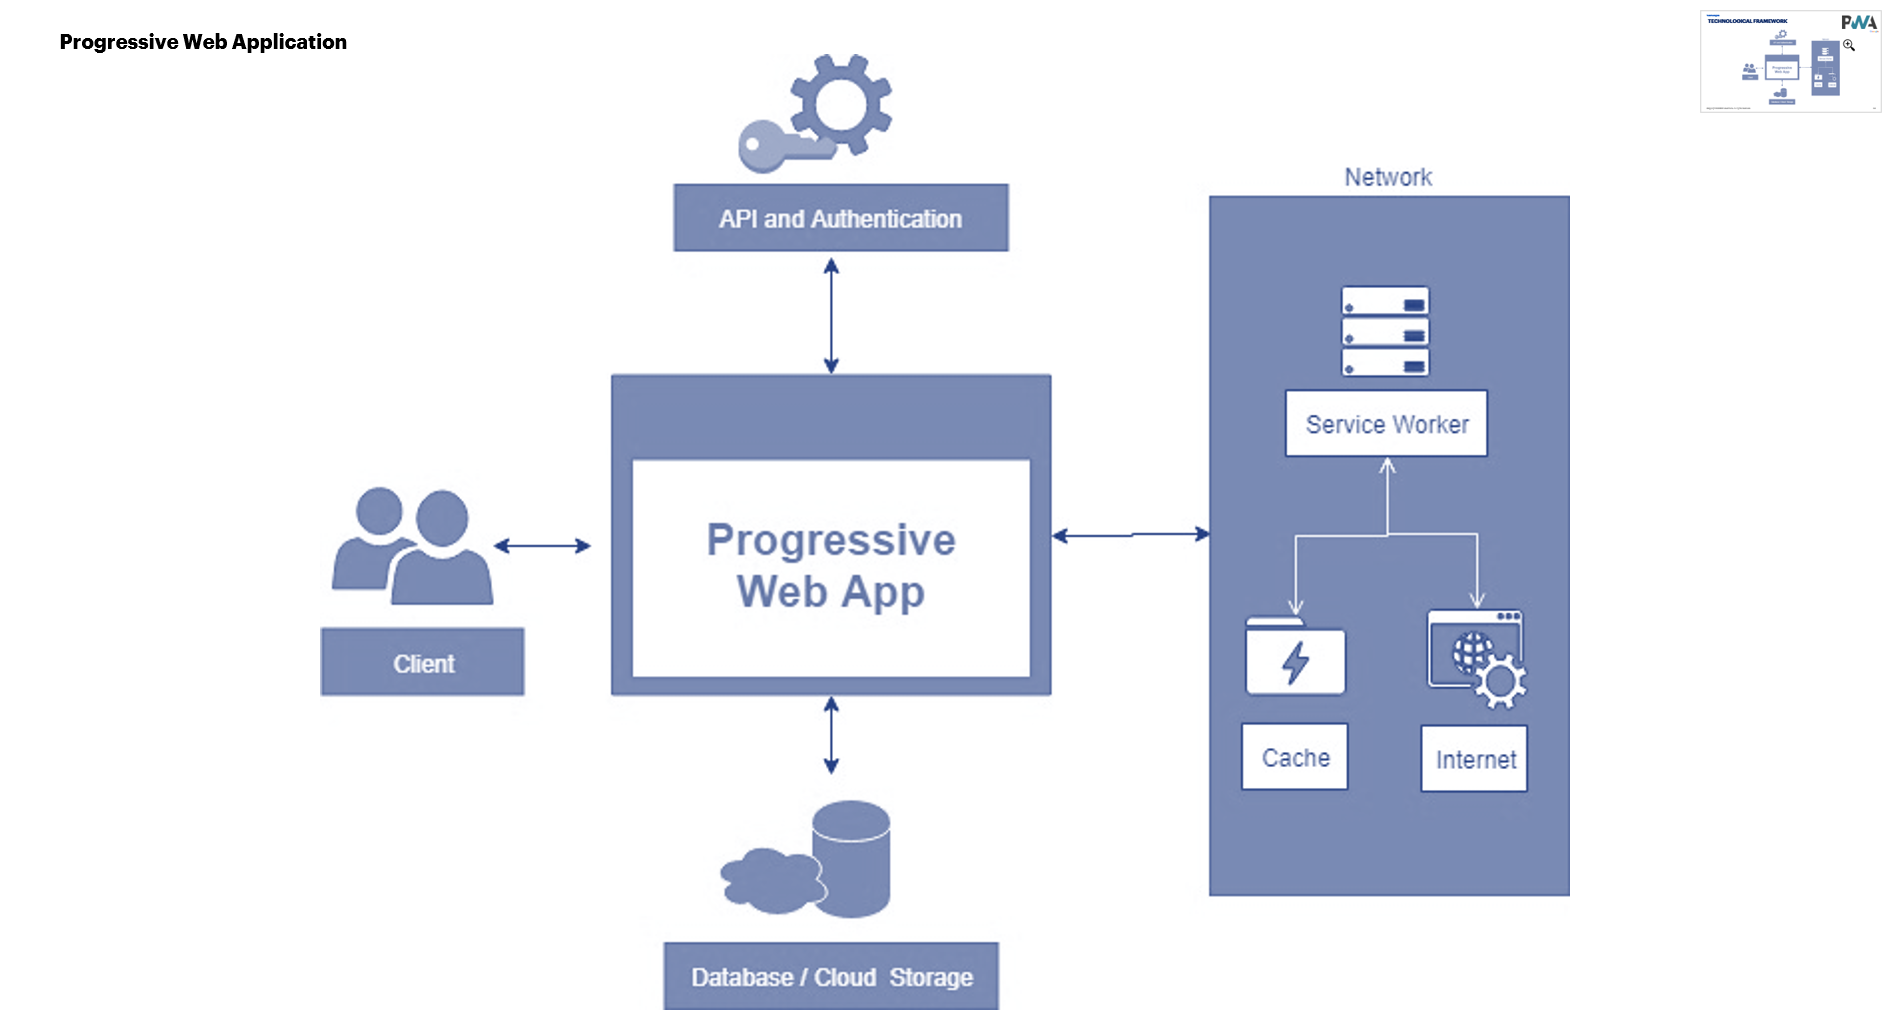 Progressive Web Application
TECHNOLOGICAL FRAMEWORK
PWA
API and Authentication
Network
Service Worker
Progressive
Web App
Client
Cache
Internet
Database / Cloud Storage